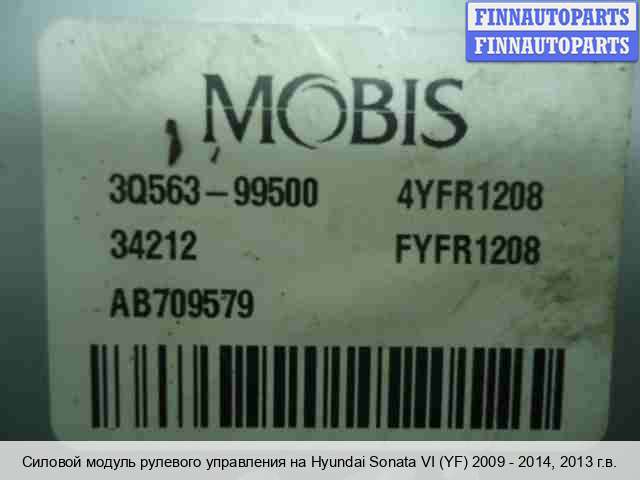 FINNAUTOPARTS
FINNAUTOPARTS
MOBIS
3Q563-99500 4YFR1208
34212 FYFR1208
AB709579
Силовой модуль рулевого управления на Hyundai Sonata VI (YF) 2009 - 2014, 2013 г.в.